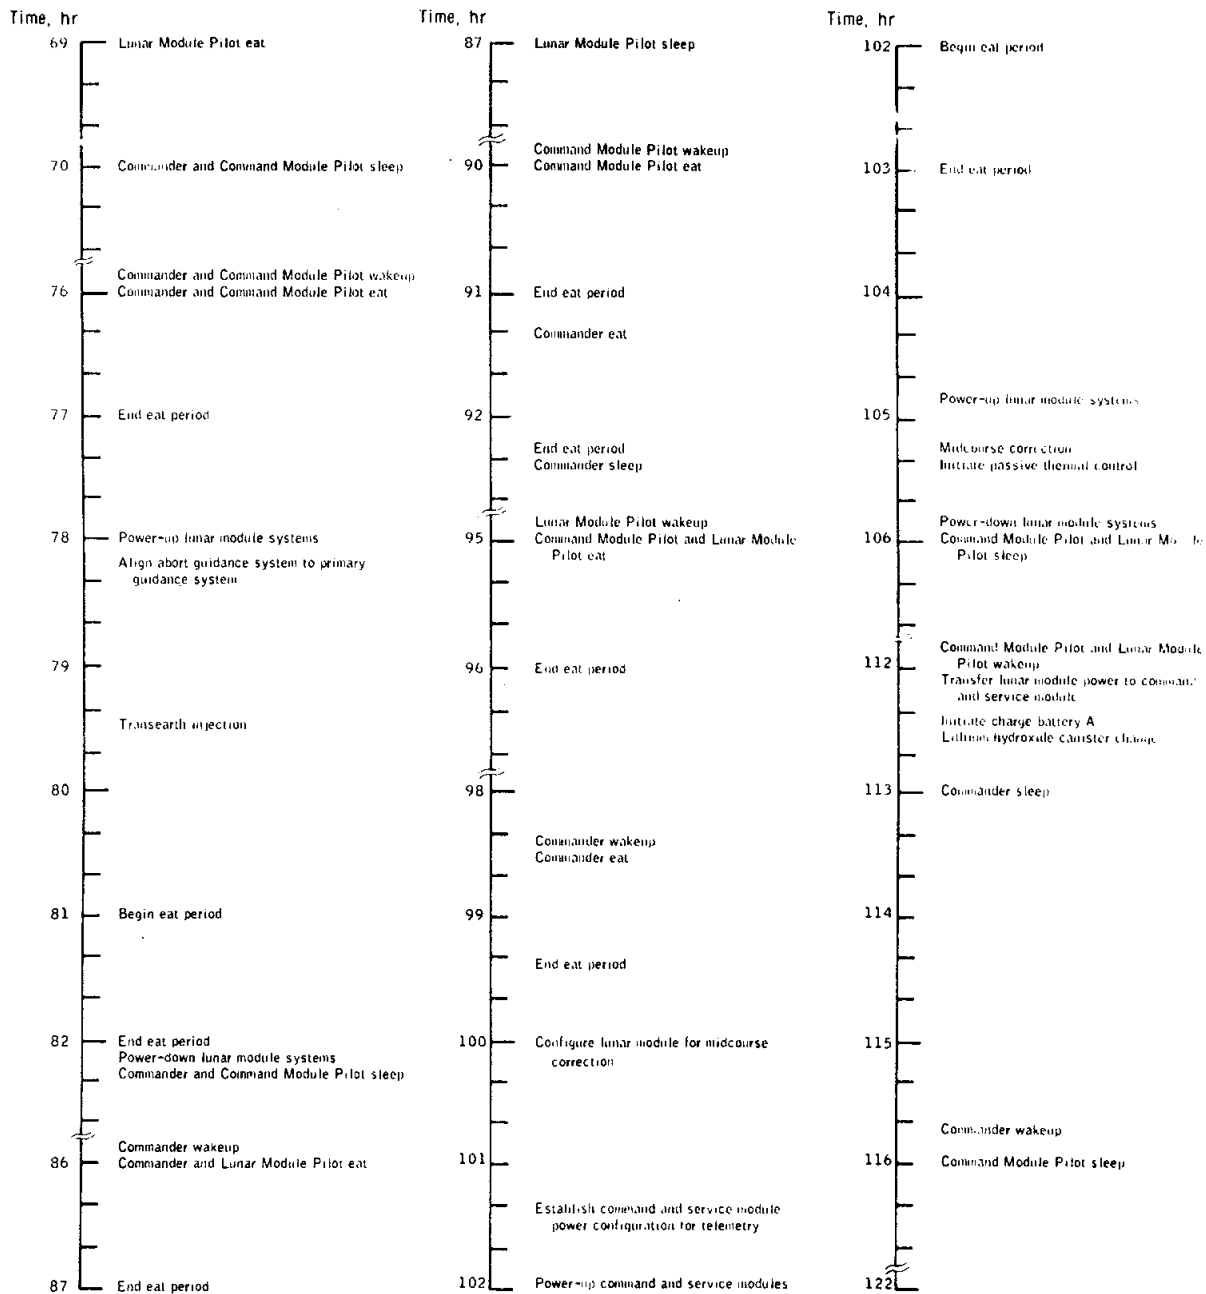 Time, hr
69 Lunar Module Pilot eat
70 Commander and Command Module Pilot sleep
Commander and Command Module Pilot wakeup
76 Commander and Command Module Pilot eat
77 End eat period
78 Power-up lunar module systems
Align abort guidance system to primary
guidance system
79
Transearth injection
80
81 Begin eat period
82 End eat period
Power-down lunar module systems
Commander and Command Module Pilot sleep
Commander wakeup
86 Commander and Lunar Module Pilot eat
87 End eat period
Time, hr
87 Lunar Module Pilot sleep
Command Module Pilot wakeup
90 Command Module Pilot eat
91 End eat period
Commander eat
92
End eat period
Commander sleep
Lunar Module Pilot wakeup
95 Command Module Pilot and Lunar Module
Pilot eat
96 End eat period
98
Commander wakeup
Commander eat
99
End eat period
100 Configure lunar module for midcourse
correction
101
Establish command and service module
power configuration for telemetry
102 Power-up command and service modules
Time, hr
102 Begin eat period
103 End eat period
104
Power-up lunar module systems
105
Midcourse correction
Initiate passive thermal control
Power-down lunar module systems
106 Command Module Pilot and Lunar Module
Pilot sleep
Command Module Pilot and Lunar Module
112 Pilot wakeup
Transfer lunar module power to command
and service module
Initiate charge battery A
Lithium hydroxide canister change
113 Commander sleep
114
115
Commander wakeup
116 Command Module Pilot sleep
122